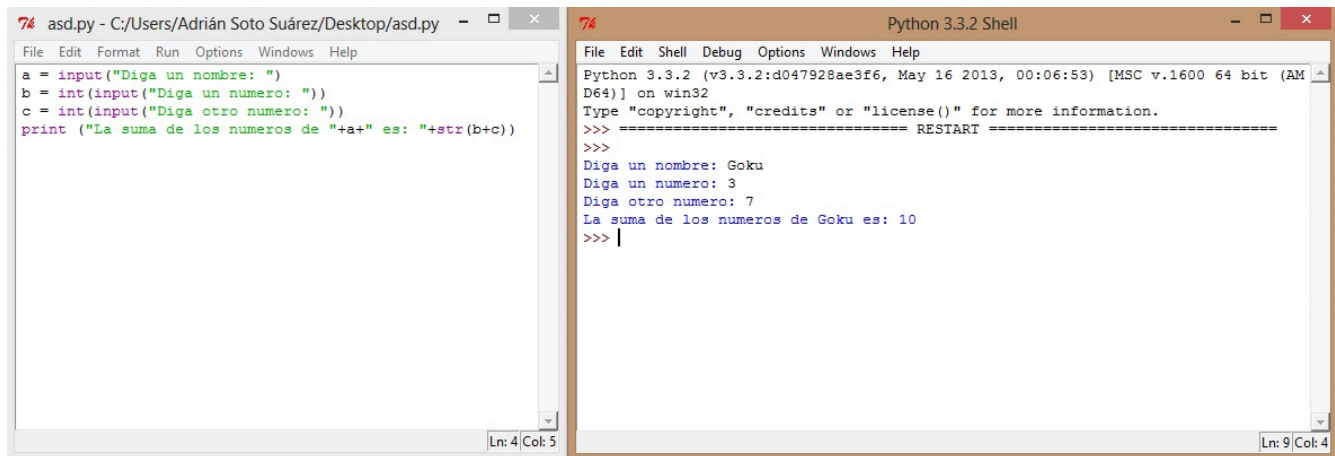 asd.py - C:/Users/Adrián Soto Suárez/Desktop/asd.py
File Edit Format Run Options Windows Help
a = input("Diga un nombre: ")
b = int(input("Diga un numero: "))
c = int(input("Diga otro numero: "))
print ("La suma de los numeros de "+a+" es: "+str(b+c))
Ln: 4 Col: 5
Python 3.3.2 Shell
File Edit Shell Debug Options Windows Help
Python 3.3.2 (v3.3.2:d047928ae3f6, May 16 2013, 00:06:53) [MSC v.1600 64 bit (AM
D64)] on win32
Type "copyright", "credits" or "license()" for more information.
>>> ================================ RESTART ================================
>>>
Diga un nombre: Goku
Diga un numero: 3
Diga otro numero: 7
La suma de los numeros de Goku es: 10
>>>
Ln: 9 Col: 4